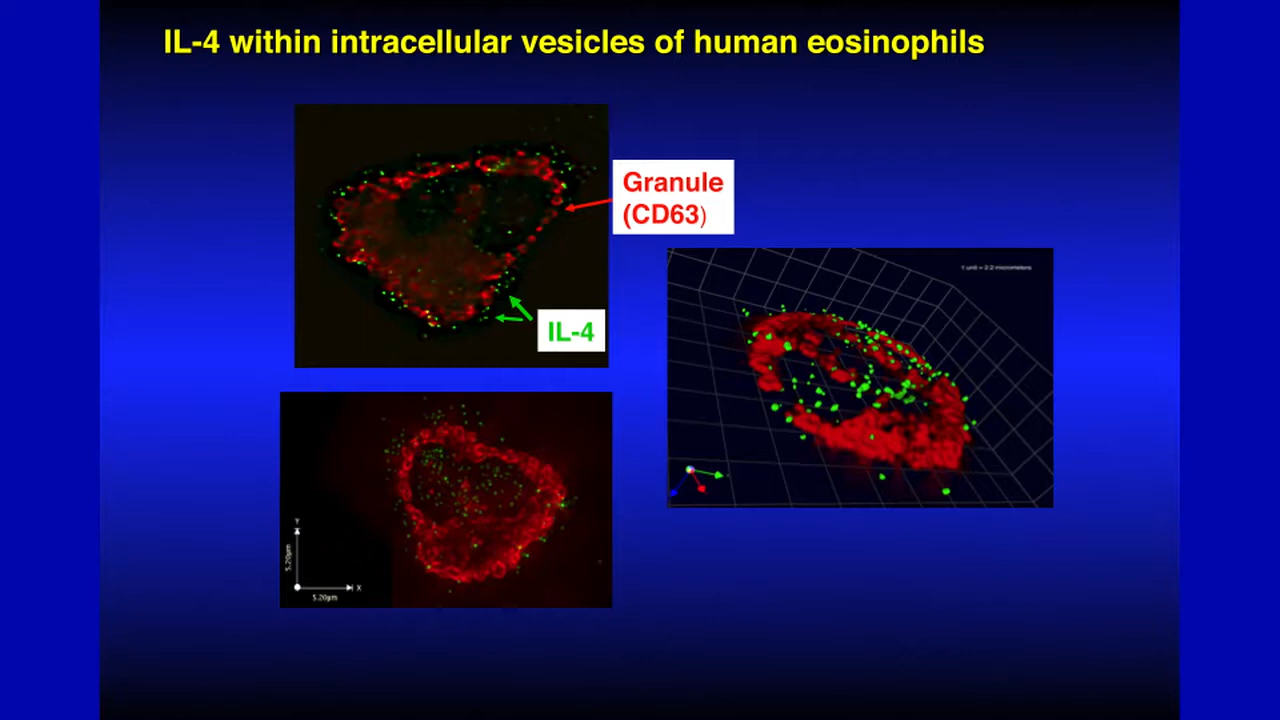 IL-4 within intracellular vesicles of human eosinophils
Granule
(CD63)
IL-4
1 unit = 2.2 micrometers
Y
5.20µm
X
5.20µm